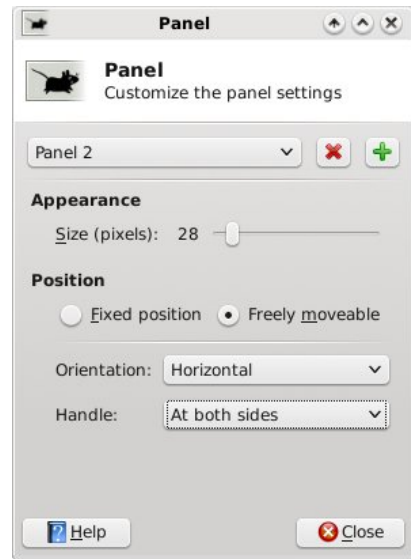 Panel
Panel
Customize the panel settings
Panel 2
Appearance
Size (pixels): 28
Position
Fixed position Freely moveable
Orientation: Horizontal
Handle: At both sides
? Help Close